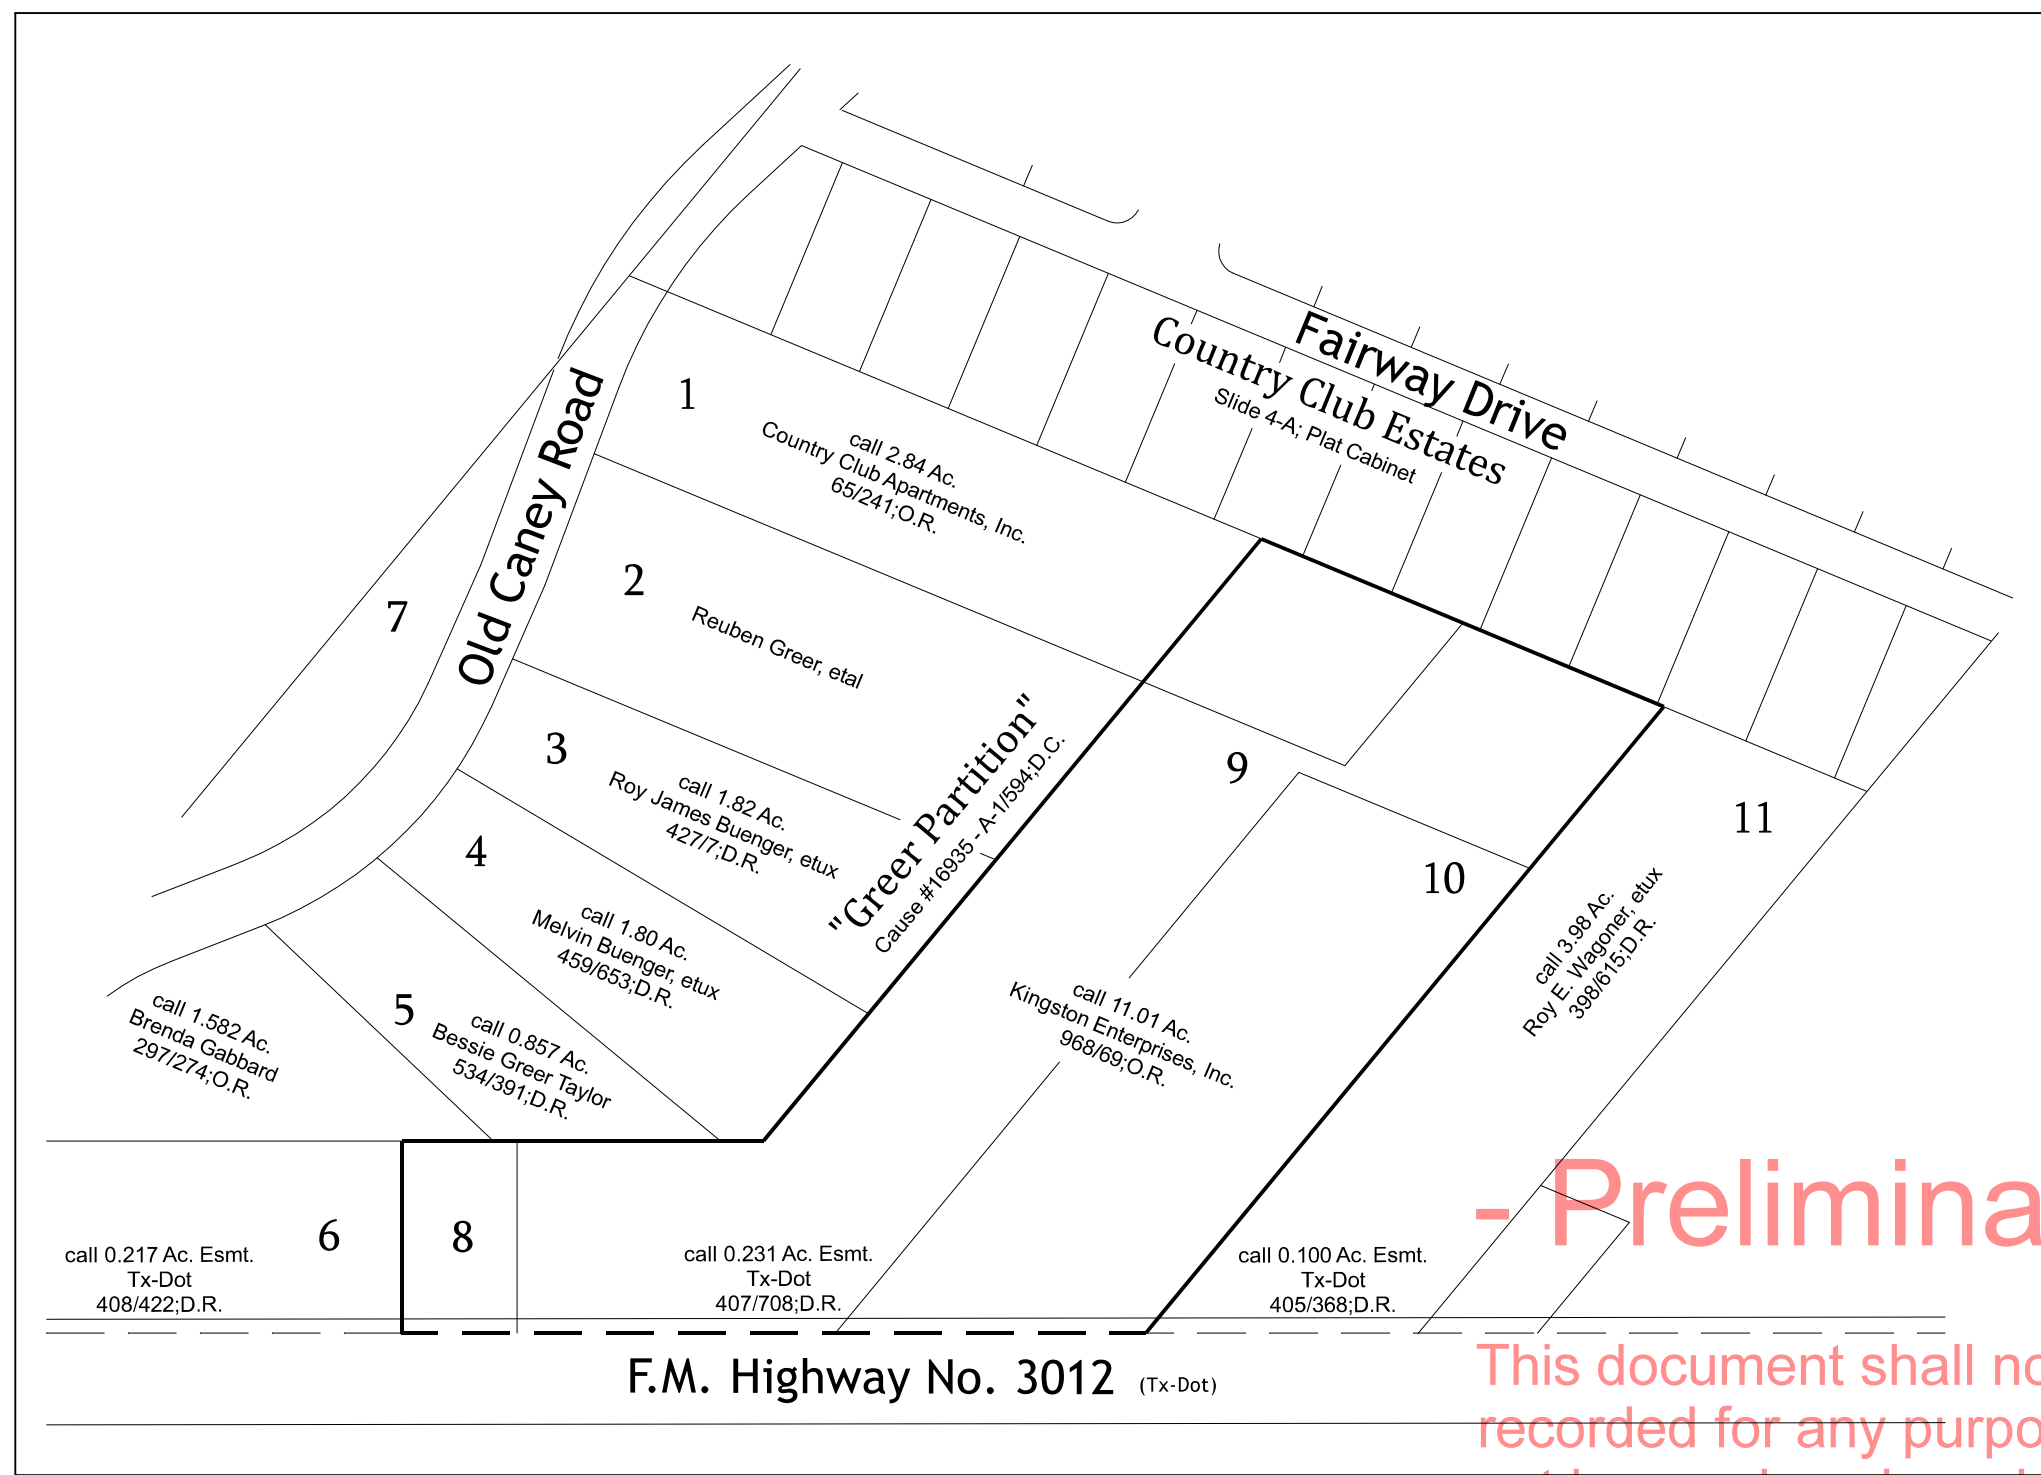 Fairway Drive
Country Club Estates
Slide 4-A; Plat Cabinet
Old Caney Road
1
call 2.84 Ac.
Country Club Apartments, Inc.
65/241;O.R.
2
Reuben Greer, etal
7
3
call 1.82 Ac.
Roy James Buenger, etux
427/7;D.R.
"Greer Partition"
Cause #16935 - A-1/594;D.C.
9
11
4
call 1.80 Ac.
Melvin Buenger, etux
459/653;D.R.
10
call 3.98 Ac.
Roy E. Wagoner, etux
398/615;D.R.
call 1.582 Ac.
Brenda Gabbard
297/274;O.R.
5
call 0.857 Ac.
Bessie Greer Taylor
534/391;D.R.
call 11.01 Ac.
Kingston Enterprises, Inc.
968/69;O.R.
6
8
call 0.217 Ac. Esmt.
Tx-Dot
408/422;D.R.
call 0.231 Ac. Esmt.
Tx-Dot
407/708;D.R.
call 0.100 Ac. Esmt.
Tx-Dot
405/368;D.R.
F.M. Highway No. 3012 (Tx-Dot)
- Prelimina
This document shall no
recorded for any purpo